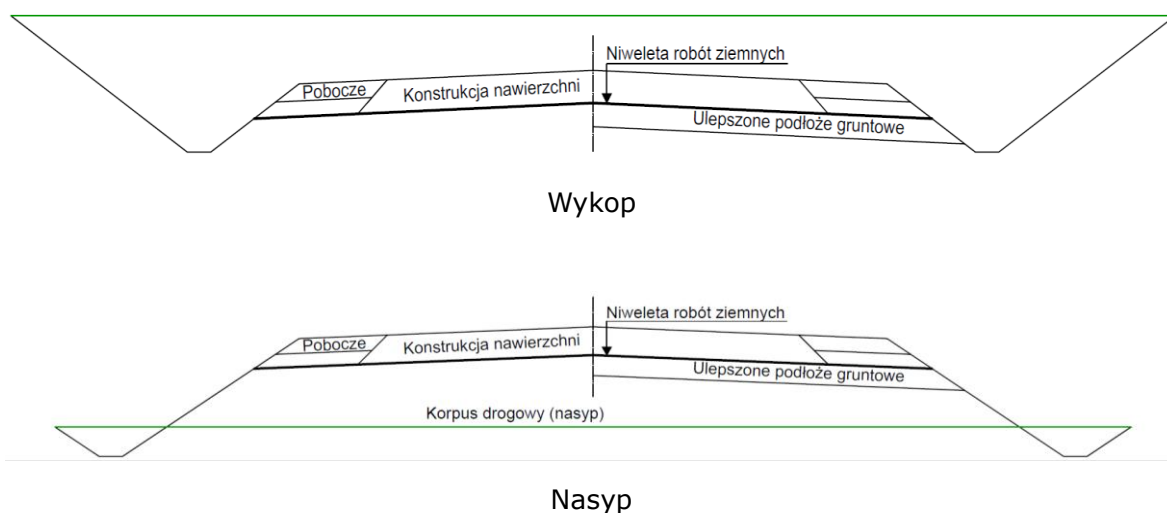 Niweleta robót ziemnych
Pobocze
Konstrukcja nawierzchni
Ulepszone podłoże gruntowe
Wykop
Niweleta robót ziemnych
Pobocze
Konstrukcja nawierzchni
Ulepszone podłoże gruntowe
Korpus drogowy (nasyp)
Nasyp